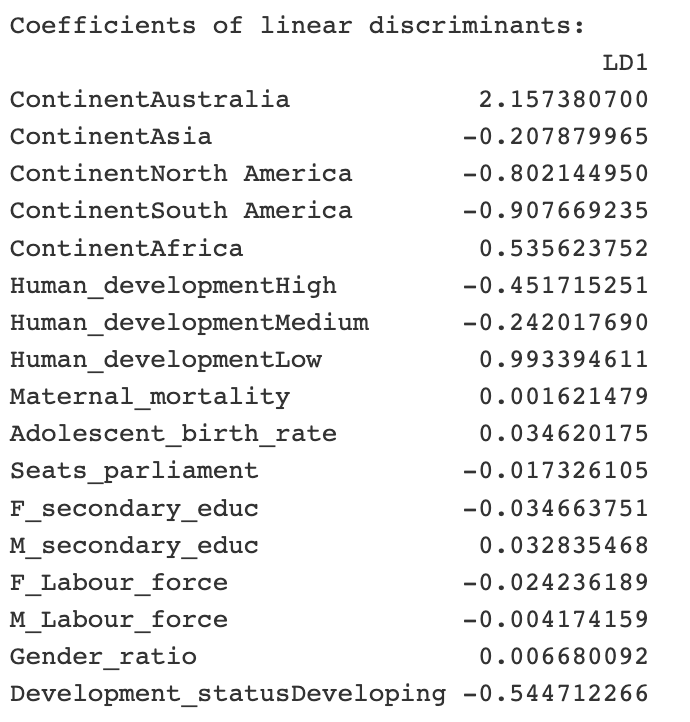 Coefficients of linear discriminants:
LD1
ContinentAustralia 2.157380700
ContinentAsia -0.207879965
ContinentNorth America -0.802144950
ContinentSouth America -0.907669235
ContinentAfrica 0.535623752
Human_developmentHigh -0.451715251
Human_developmentMedium -0.242017690
Human_developmentLow 0.993394611
Maternal_mortality 0.001621479
Adolescent_birth_rate 0.034620175
Seats_parliament -0.017326105
F_secondary_educ -0.034663751
M_secondary_educ 0.032835468
F_Labour_force -0.024236189
M_Labour_force -0.004174159
Gender_ratio 0.006680092
Development_statusDeveloping -0.544712266